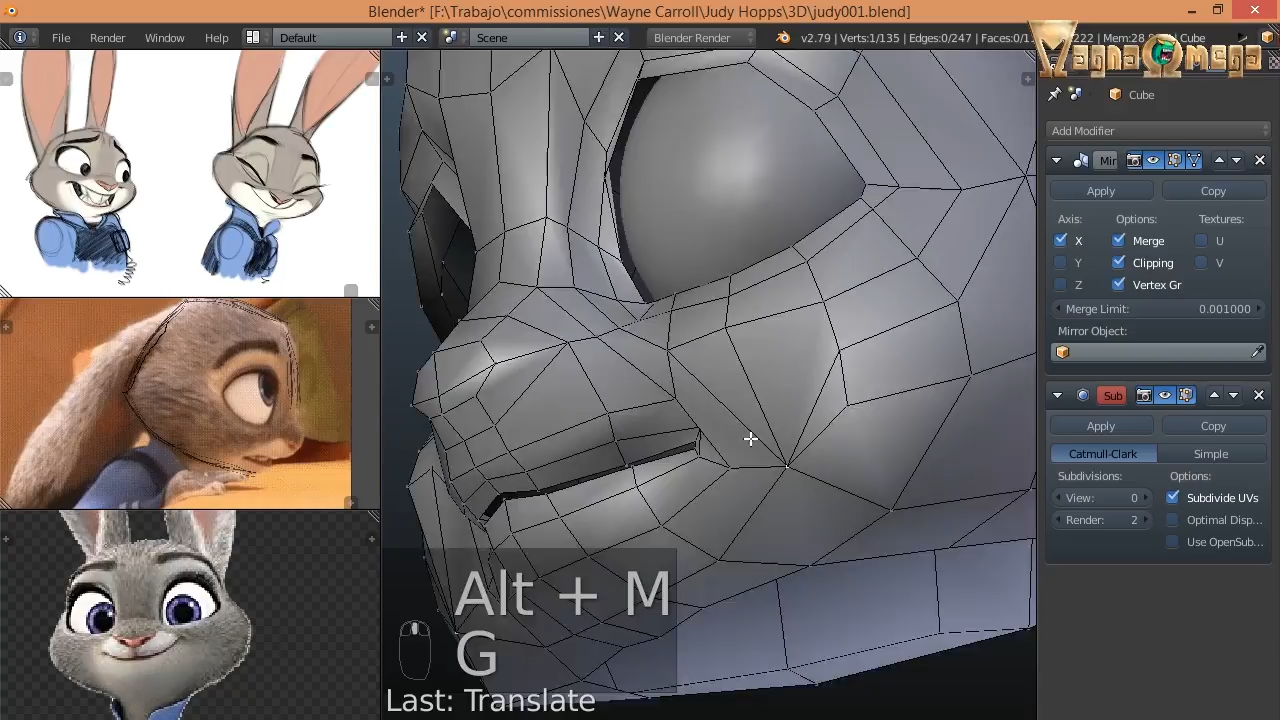 Blender* [F:\Trabajo\commissiones\Wayne Carroll\Judy Hopps\3D\judy001.blend]
File Render Window Help Default Scene Blender Render v2.79 | Verts:1/135 | Edges:0/247 | Faces:0/1
MagnaOmega
Cube
Add Modifier
Mir
Apply Copy
Axis: Options: Textures:
X Merge U
Y Clipping V
Z Vertex Gr
Merge Limit: 0.001000
Mirror Object:
Sub
Apply Copy
Catmull-Clark Simple
Subdivisions: Options:
View: 0 Subdivide UVs
Render: 2 Optimal Disp...
Use OpenSub...
Alt + M
G
Last: Translate